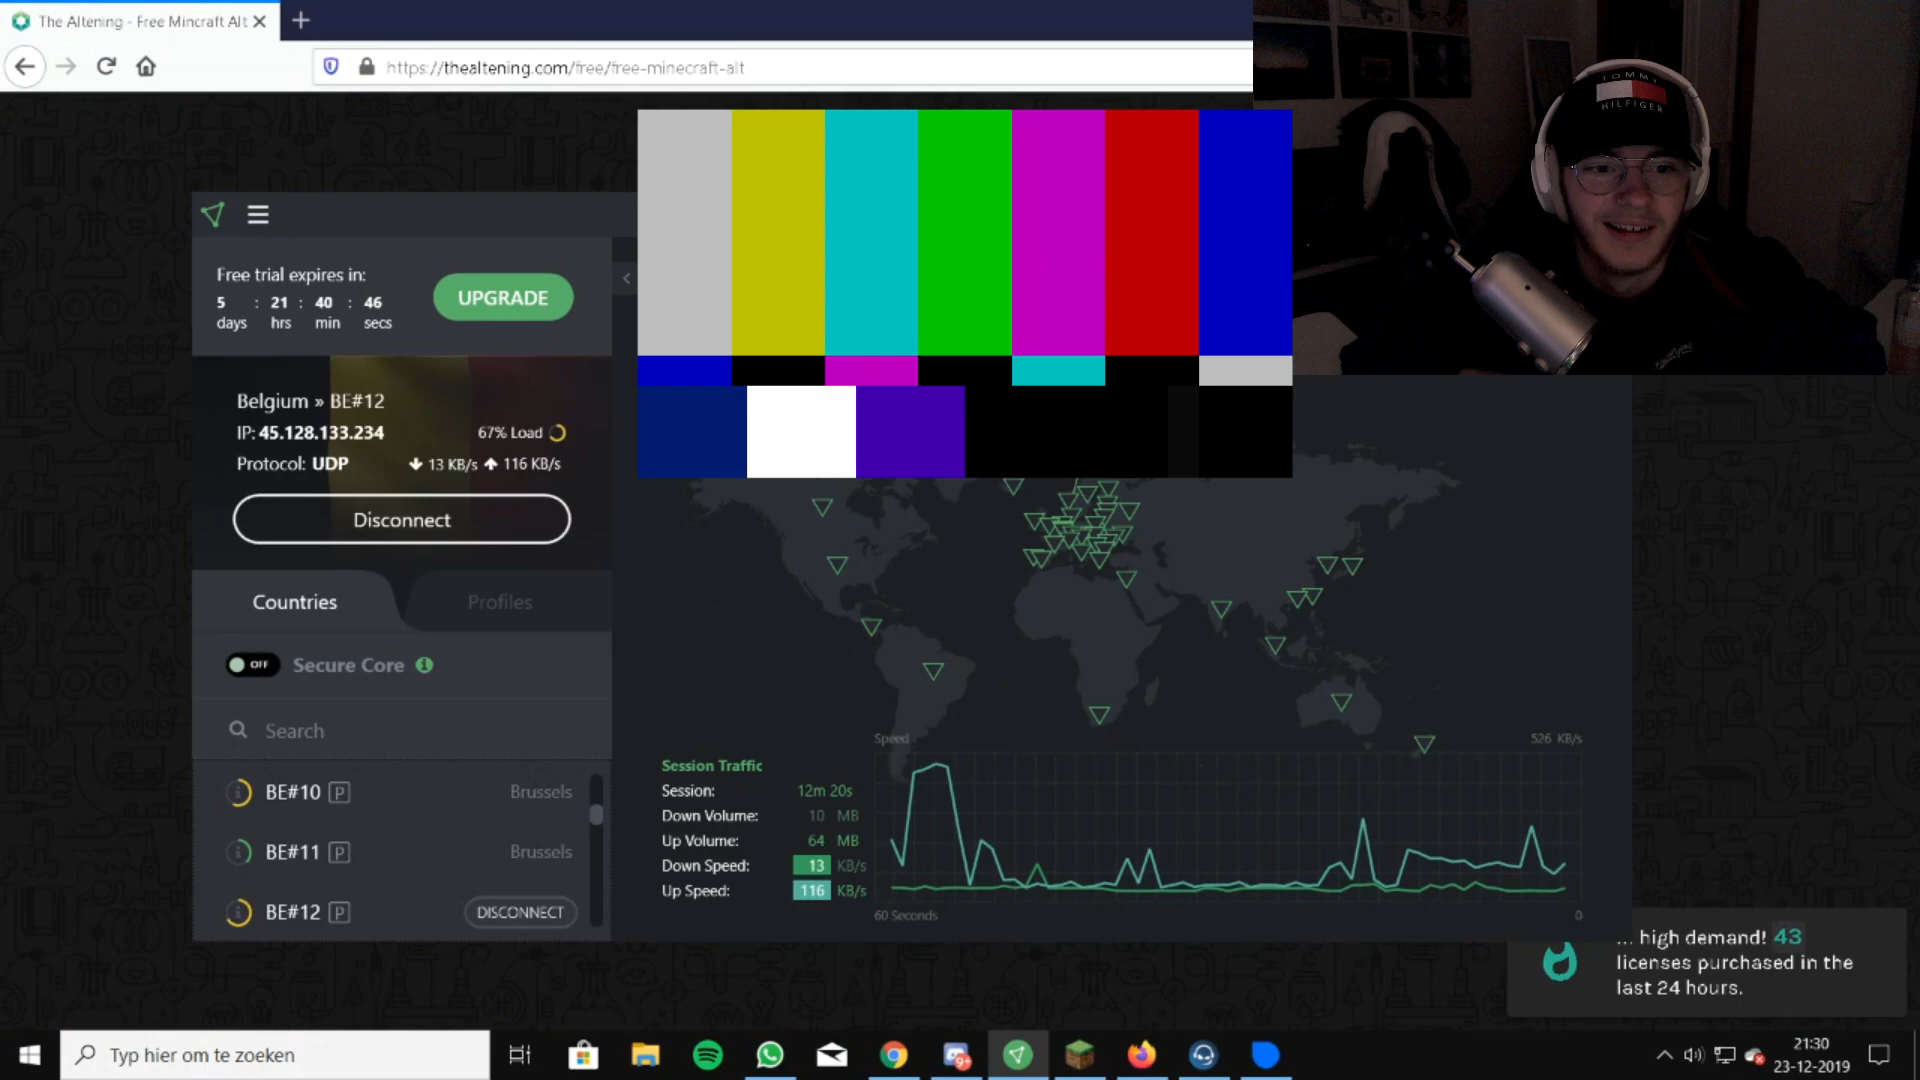 The Altening - Free Mincraft Alt
https://thealtening.com/free/free-minecraft-alt
TOMMY
HILFIGER
Free trial expires in:
5 : 21 : 40 : 46
days hrs min secs
UPGRADE
Belgium » BE#12
IP: 45.128.133.234 67% Load
Protocol: UDP 13 KB/s 116 KB/s
Disconnect
Countries Profiles
OFF Secure Core
Search
BE#10 P Brussels
BE#11 P Brussels
BE#12 P DISCONNECT
Speed 526 KB/s
Session Traffic
Session: 12m 20s
Down Volume: 10 MB
Up Volume: 64 MB
Down Speed: 13 KB/s
Up Speed: 116 KB/s
60 Seconds 0
high demand! 43
licenses purchased in the
last 24 hours.
Typ hier om te zoeken
21:30
23-12-2019